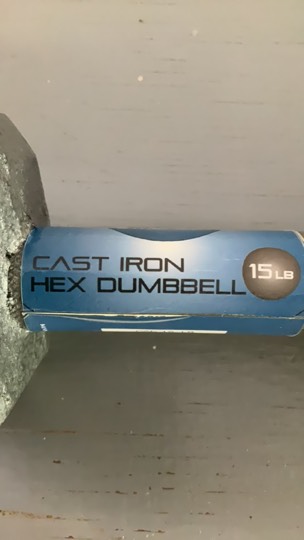 CAST IRON
HEX DUMBBELL
15 LB